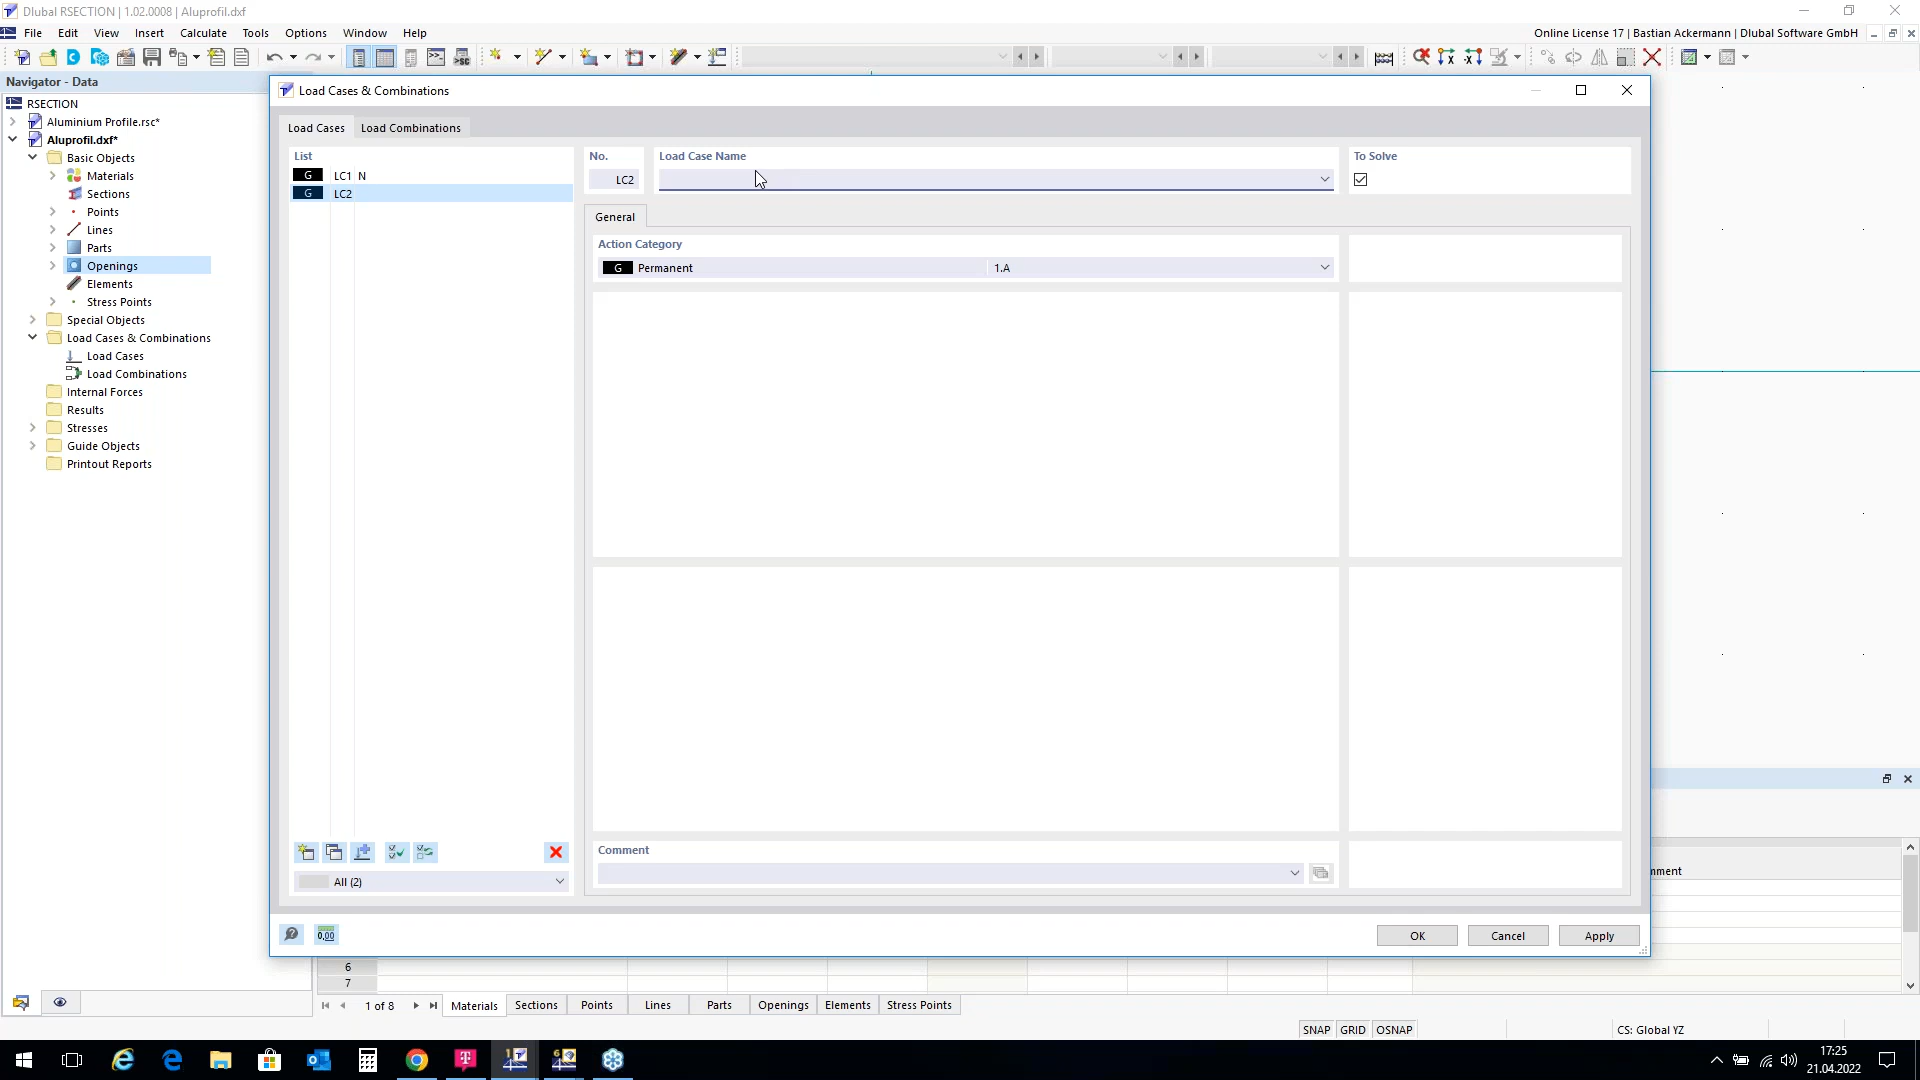 Dlubal RSECTION | 1.02.0008 | Aluprofil.dxf
File Edit View Insert Calculate Tools Options Window Help
Online License 17 | Bastian Ackermann | Dlubal Software GmbH
Navigator - Data
RSECTION
Aluminium Profile.rsc*
Aluprofil.dxf*
Basic Objects
Materials
Sections
Points
Lines
Parts
Openings
Elements
Stress Points
Special Objects
Load Cases & Combinations
Load Cases
Load Combinations
Internal Forces
Results
Stresses
Guide Objects
Printout Reports
Load Cases & Combinations
Load Cases Load Combinations
List
G LC1 N
G LC2
No.
LC2
Load Case Name
To Solve
General
Action Category
G Permanent 1.A
Comment
All (2)
0,00
OK Cancel Apply
mment
6
7
1 of 8 Materials Sections Points Lines Parts Openings Elements Stress Points
SNAP GRID OSNAP CS: Global YZ
17:25
21.04.2022